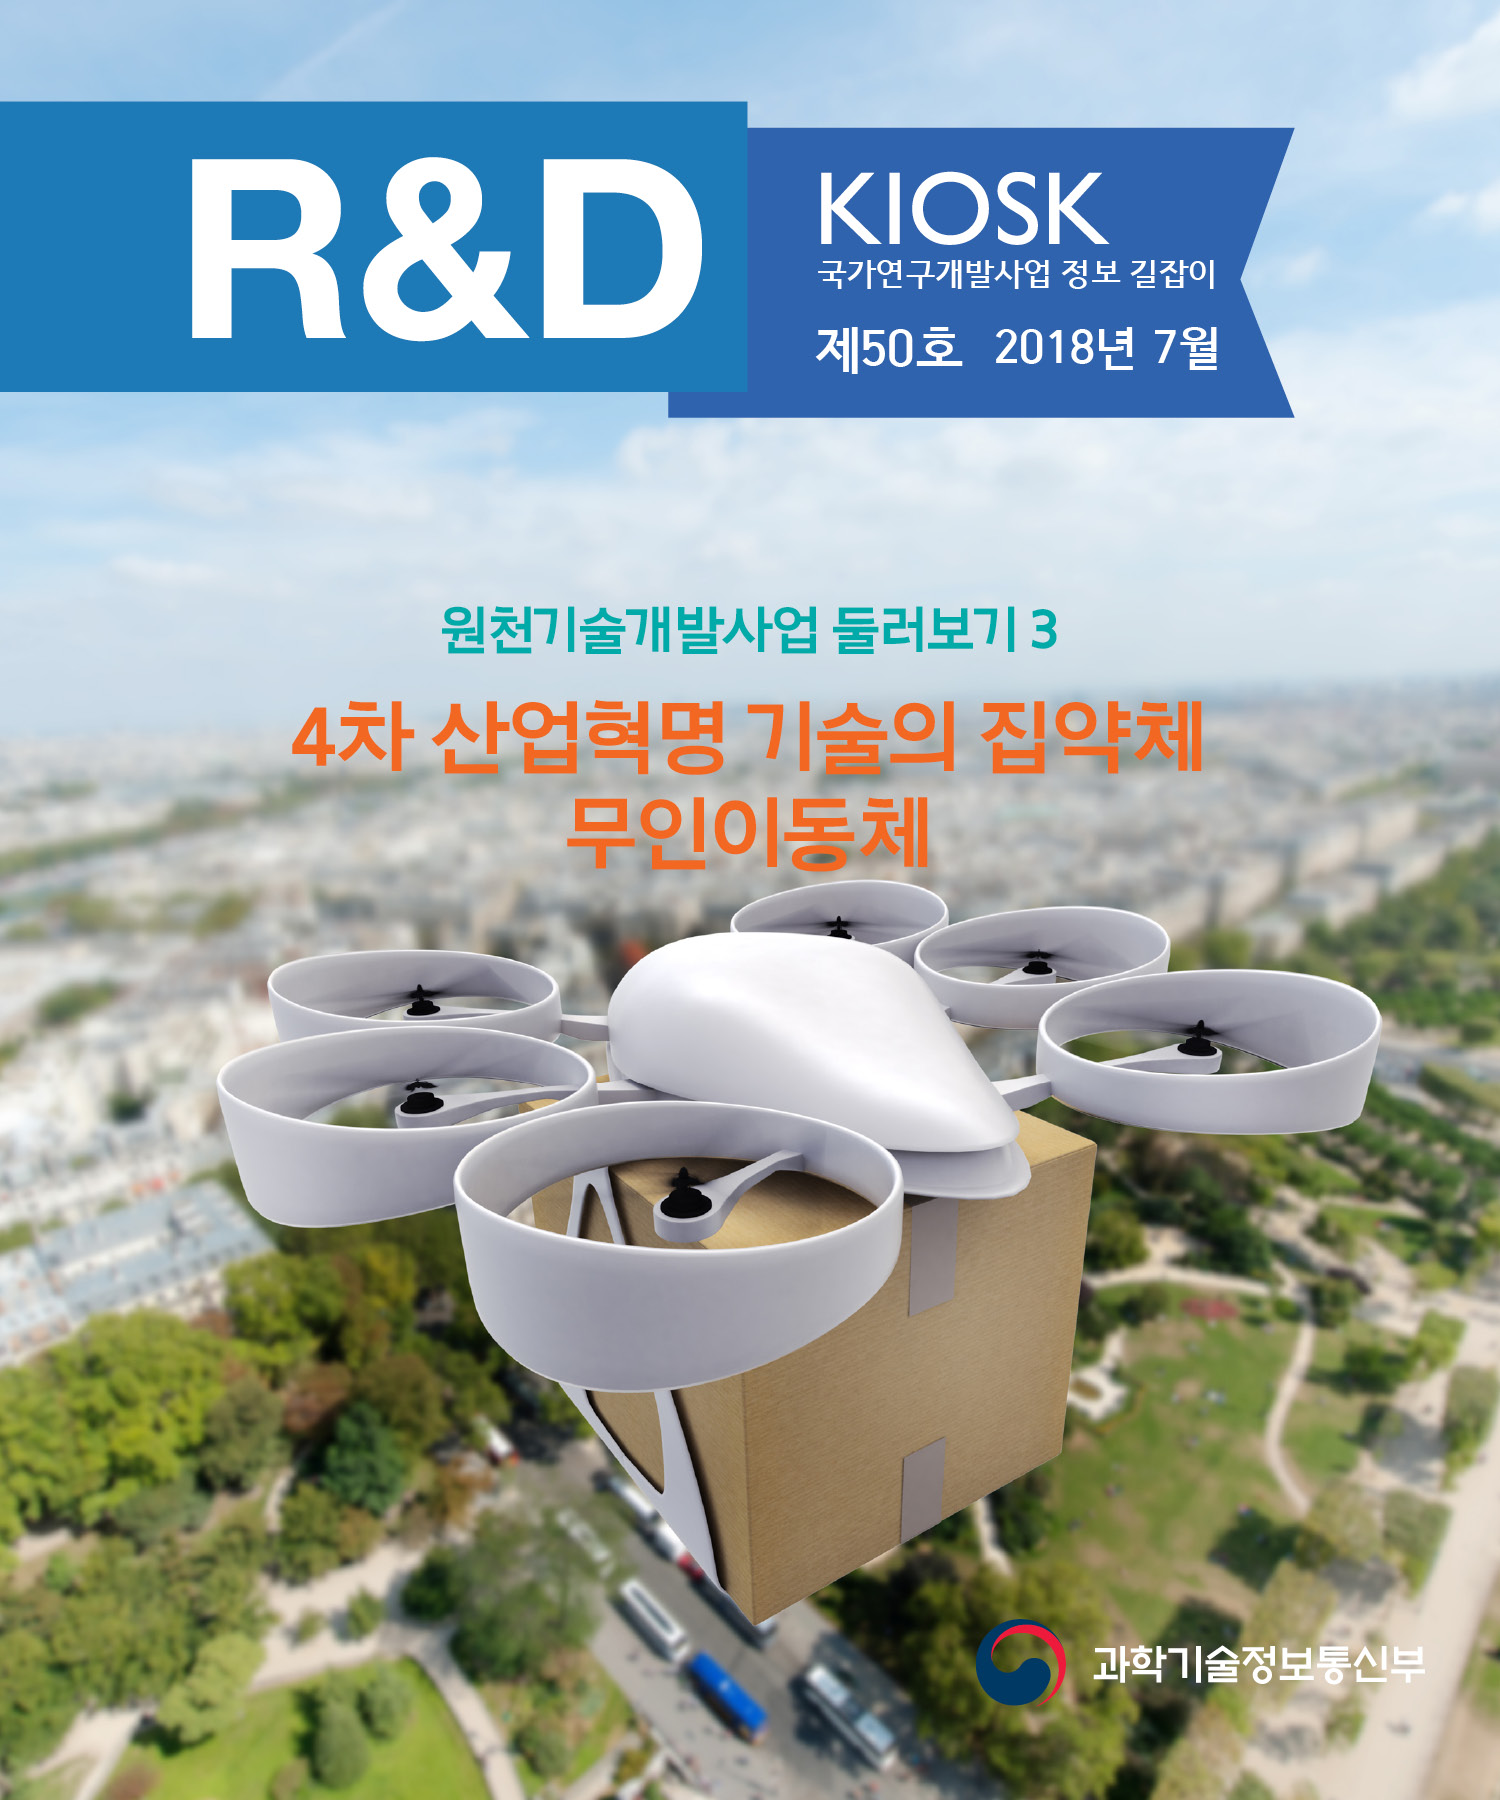 R&D
KIOSK
국가연구개발사업 정보 길잡이
제50호 2018년 7월
원천기술개발사업 둘러보기 3
4차 산업혁명 기술의 집약체
무인이동체
과학기술정보통신부